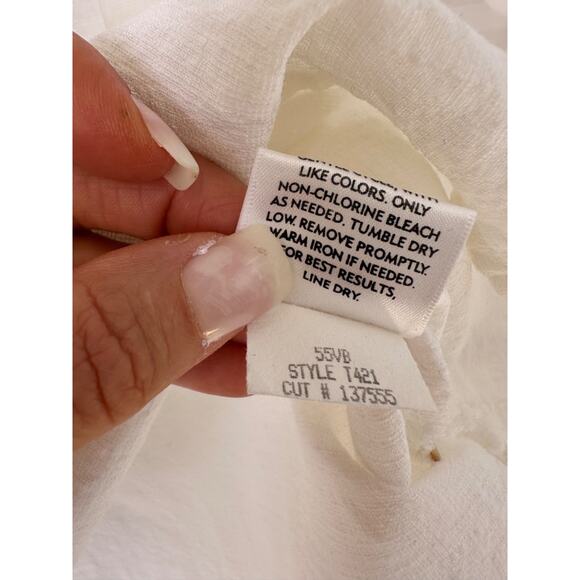 LIKE COLORS. ONLY
NON-CHLORINE BLEACH
AS NEEDED. TUMBLE DRY
LOW. REMOVE PROMPTLY.
WARM IRON IF NEEDED.
FOR BEST RESULTS,
LINE DRY.
55VB
STYLE T421
CUT # 137555